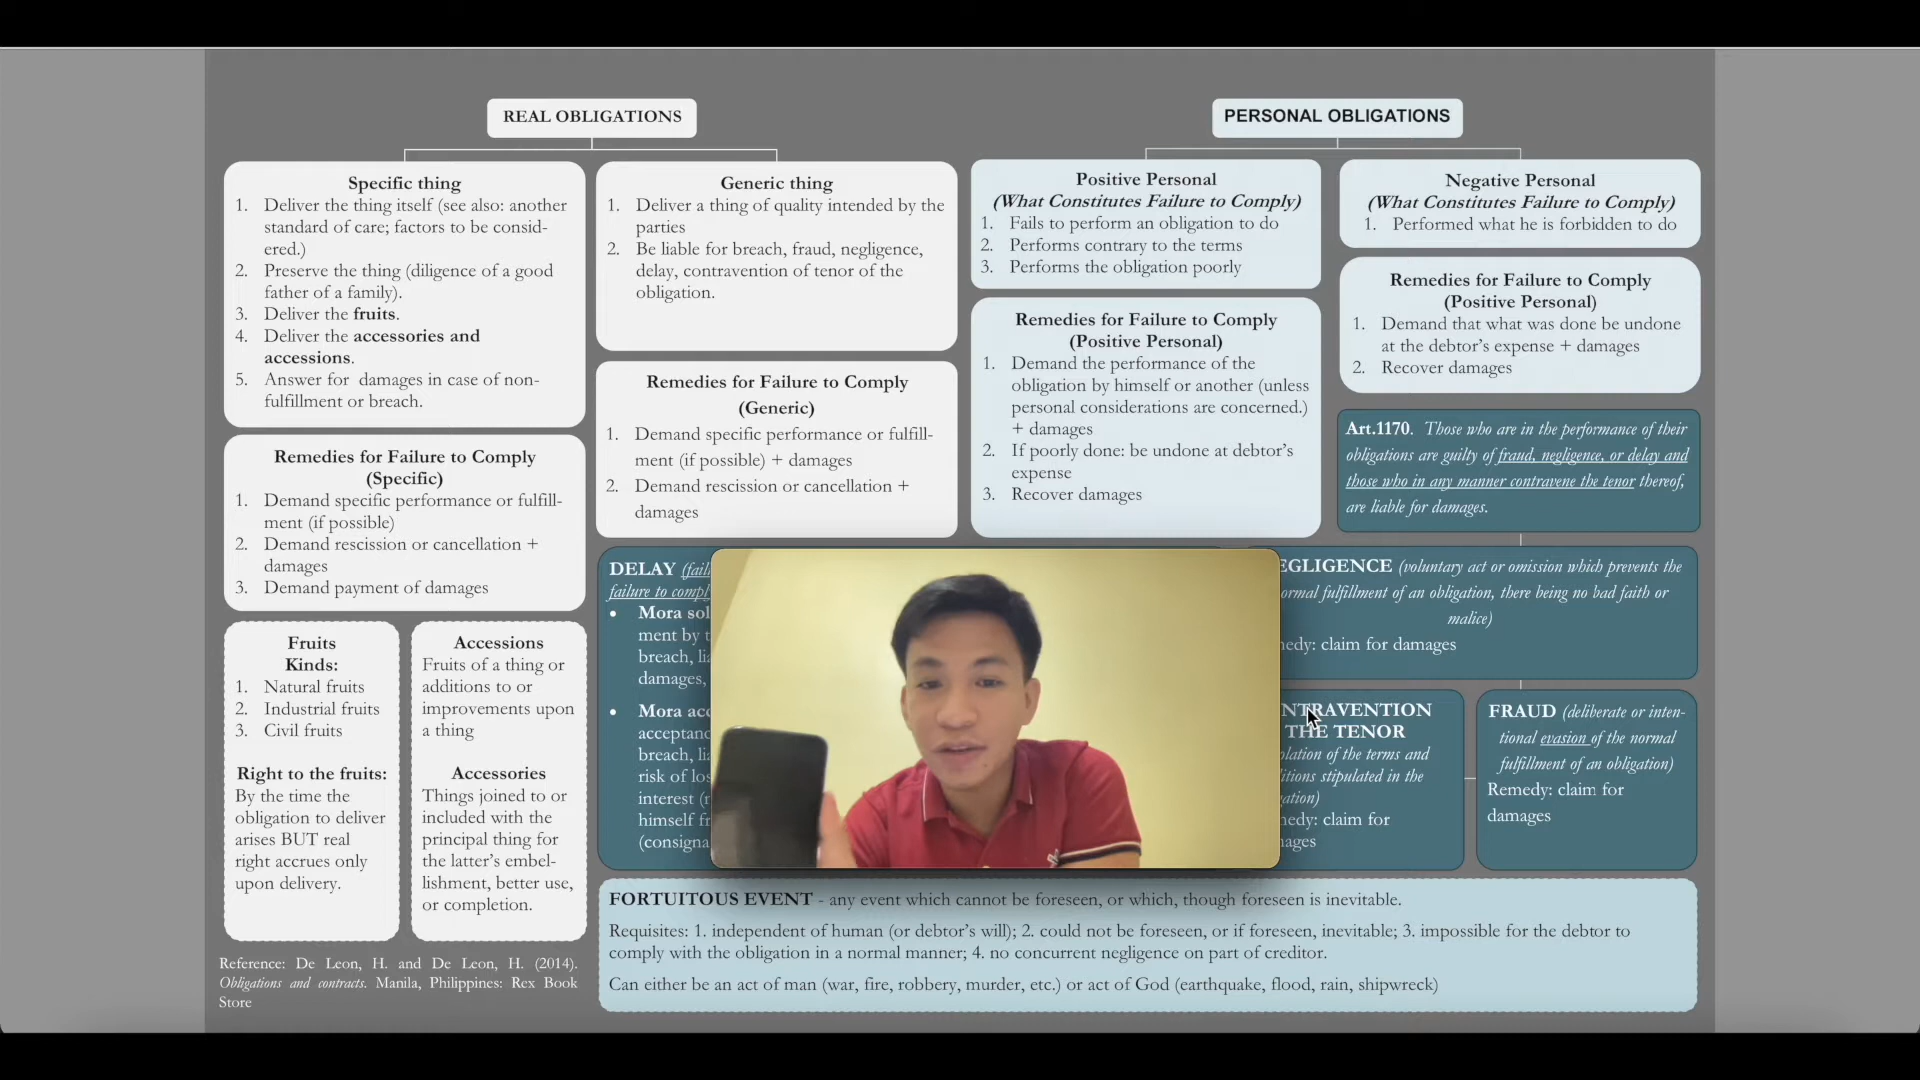 REAL OBLIGATIONS
Specific thing
1. Deliver the thing itself (see also: another
standard of care; factors to be consid-
ered.)
2. Preserve the thing (diligence of a good
father of a family).
3. Deliver the fruits.
4. Deliver the accessories and
accessions.
5. Answer for damages in case of non-
fulfillment or breach.
Remedies for Failure to Comply
(Specific)
1. Demand specific performance or fulfill-
ment (if possible)
2. Demand rescission or cancellation +
damages
3. Demand payment of damages
Fruits
Kinds:
1. Natural fruits
2. Industrial fruits
3. Civil fruits
Right to the fruits:
By the time the
obligation to deliver
arises BUT real
right accrues only
upon delivery.
Accessions
Fruits of a thing or
additions to or
improvements upon
a thing
Accessories
Things joined to or
included with the
principal thing for
the latter's embel-
lishment, better use,
or completion.
Reference: De Leon, H. and De Leon, H. (2014).
Obligations and contracts. Manila, Philippines: Rex Book
Store
Generic thing
1. Deliver a thing of quality intended by the
parties
2. Be liable for breach, fraud, negligence,
delay, contravention of tenor of the
obligation.
Remedies for Failure to Comply
(Generic)
1. Demand specific performance or fulfill-
ment (if possible) + damages
2. Demand rescission or cancellation +
damages
PERSONAL OBLIGATIONS
Positive Personal
(What Constitutes Failure to Comply)
1. Fails to perform an obligation to do
2. Performs contrary to the terms
3. Performs the obligation poorly
Remedies for Failure to Comply
(Positive Personal)
1. Demand the performance of the
obligation by himself or another (unless
personal considerations are concerned.)
+ damages
2. If poorly done: be undone at debtor's
expense
3. Recover damages
Negative Personal
(What Constitutes Failure to Comply)
1. Performed what he is forbidden to do
Remedies for Failure to Comply
(Positive Personal)
1. Demand that what was done be undone
at the debtor's expense + damages
2. Recover damages
Art.1170. Those who are in the performance of their
obligations are guilty of fraud, negligence, or delay and
those who in any manner contravene the tenor thereof,
are liable for damages.
DELAY
failure to
• Mora
ment by
breach,
damages,
• Mora
breach,
risk of
interest
himself
(voluntary act or omission which prevents the
fulfillment of an obligation, there being no bad faith or
malice)
claim for damages
THE TENOR
of the terms and
stipulated in the
claim for
FRAUD (deliberate or inten-
tional evasion of the normal
fulfillment of an obligation)
Remedy: claim for
damages
FORTUITOUS EVENT - any event which cannot be foreseen, or which, though foreseen is inevitable.
Requisites: 1. independent of human (or debtor's will); 2. could not be foreseen, or if foreseen, inevitable; 3. impossible for the debtor to
comply with the obligation in a normal manner; 4. no concurrent negligence on part of creditor.
Can either be an act of man (war, fire, robbery, murder, etc.) or act of God (earthquake, flood, rain, shipwreck)